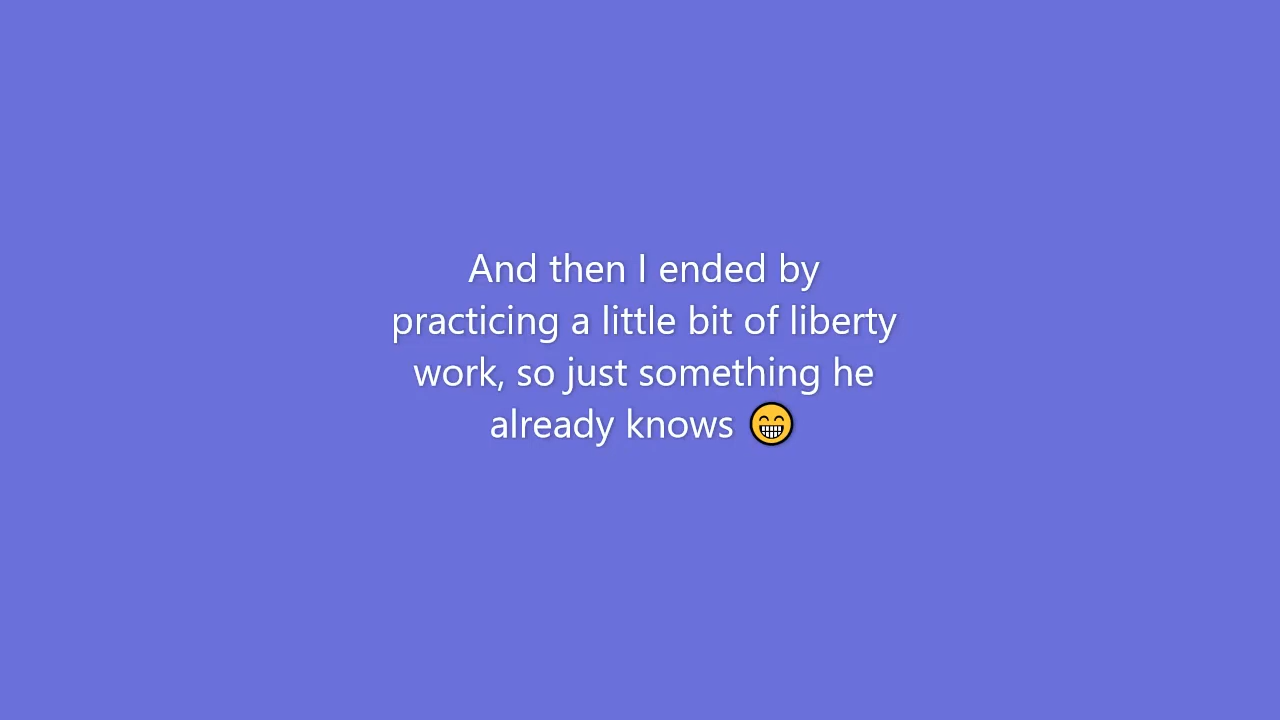 And then I ended by
practicing a little bit of liberty
work, so just something he
already knows 😁